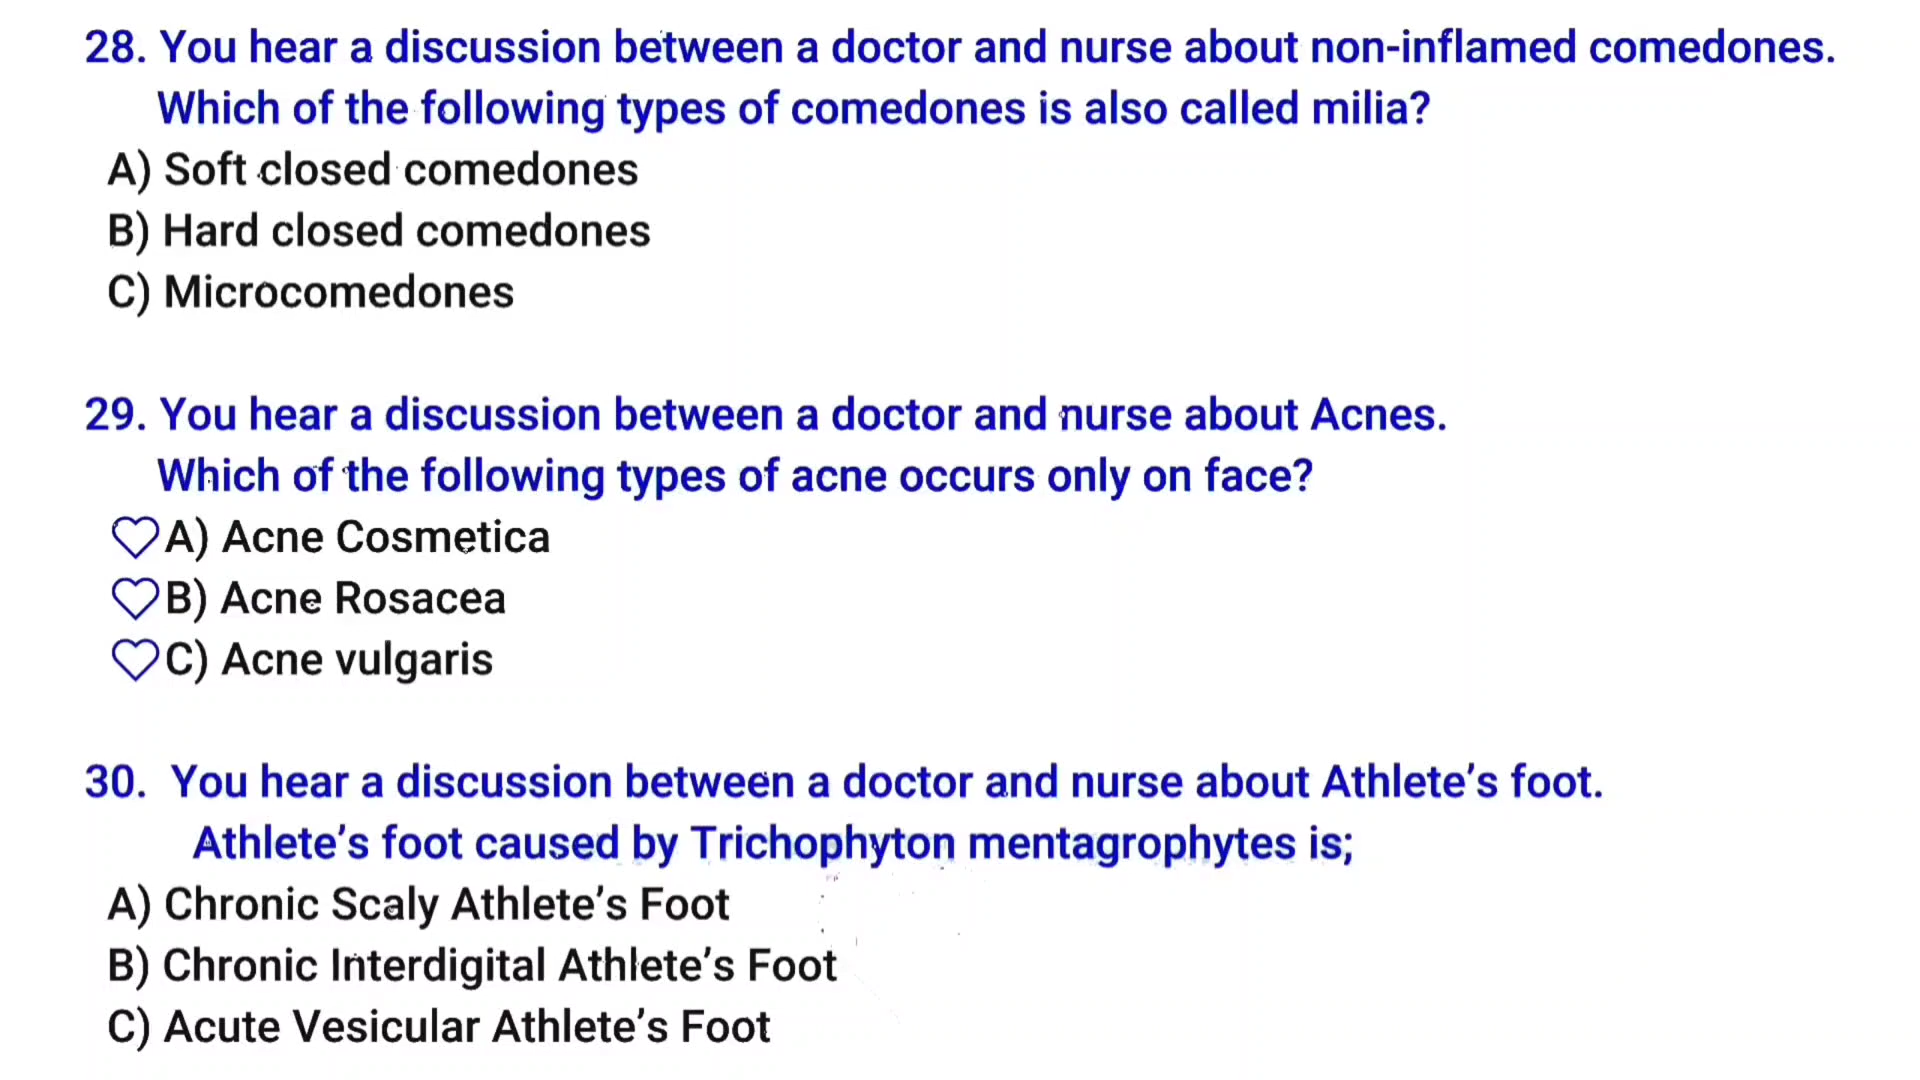 28. You hear a discussion between a doctor and nurse about non-inflamed comedones.
Which of the following types of comedones is also called milia?
A) Soft closed comedones
B) Hard closed comedones
C) Microcomedones
29. You hear a discussion between a doctor and nurse about Acnes.
Which of the following types of acne occurs only on face?
A) Acne Cosmetica
B) Acne Rosacea
C) Acne vulgaris
30. You hear a discussion between a doctor and nurse about Athlete's foot.
Athlete's foot caused by Trichophyton mentagrophytes is;
A) Chronic Scaly Athlete's Foot
B) Chronic Interdigital Athlete's Foot
C) Acute Vesicular Athlete's Foot